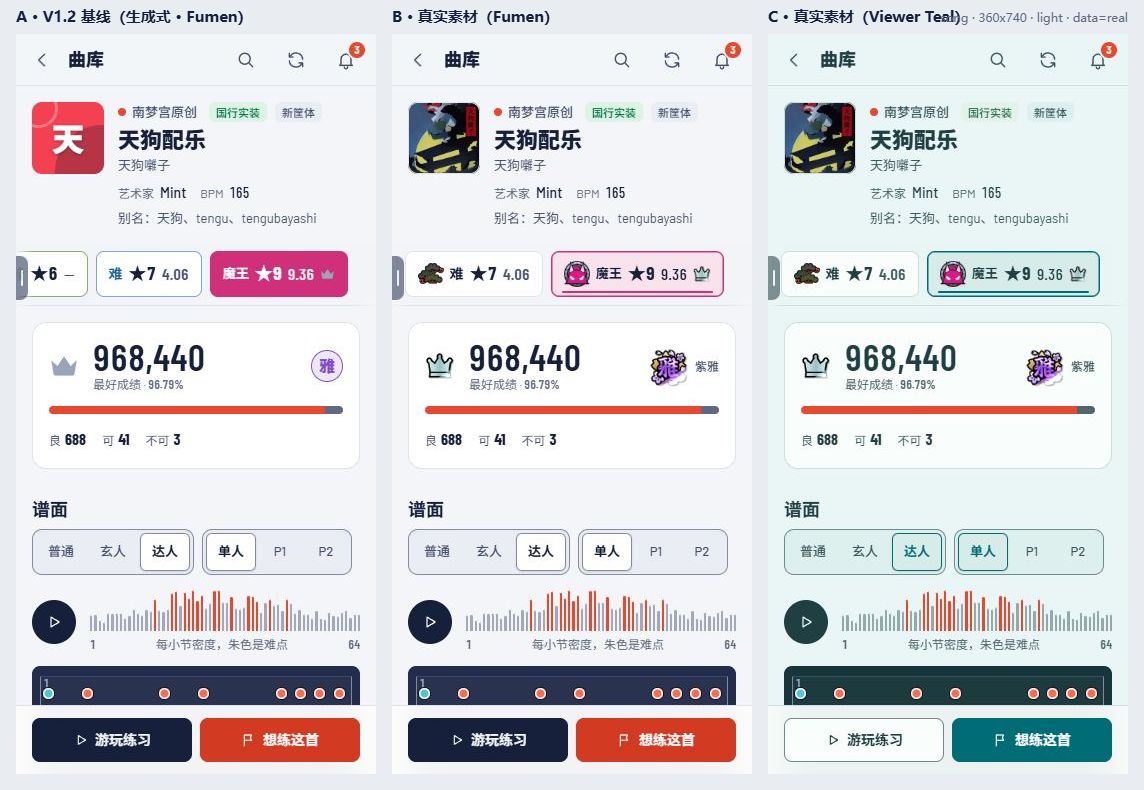 A • V1.2 基线（生成式 • Fumen）
曲库
3
天
南梦宫原创 国行实装 新筐体
天狗配乐
天狗囃子
艺术家 Mint BPM 165
别名：天狗、tengu、tengubayashi
★6 —
难 ★7 4.06
魔王 ★9 9.36
968,440
最好成绩 · 96.79%
雅
良 688 可 41 不可 3
谱面
普通 玄人 达人 单人 P1 P2
1 每小节密度，朱色是难点 64
1
游玩练习
想练这首
B • 真实素材（Fumen）
曲库
3
南梦宫原创 国行实装 新筐体
天狗配乐
天狗囃子
艺术家 Mint BPM 165
别名：天狗、tengu、tengubayashi
难 ★7 4.06
魔王 ★9 9.36
968,440
最好成绩 · 96.79%
雅 紫雅
良 688 可 41 不可 3
谱面
普通 玄人 达人 单人 P1 P2
1 每小节密度，朱色是难点 64
1
游玩练习
想练这首
C • 真实素材（Viewer Teal）
· 360x740 · light · data=real
曲库
3
南梦宫原创 国行实装 新筐体
天狗配乐
天狗囃子
艺术家 Mint BPM 165
别名：天狗、tengu、tengubayashi
难 ★7 4.06
魔王 ★9 9.36
968,440
最好成绩 · 96.79%
雅 紫雅
良 688 可 41 不可 3
谱面
普通 玄人 达人 单人 P1 P2
1 每小节密度，朱色是难点 64
1
游玩练习
想练这首